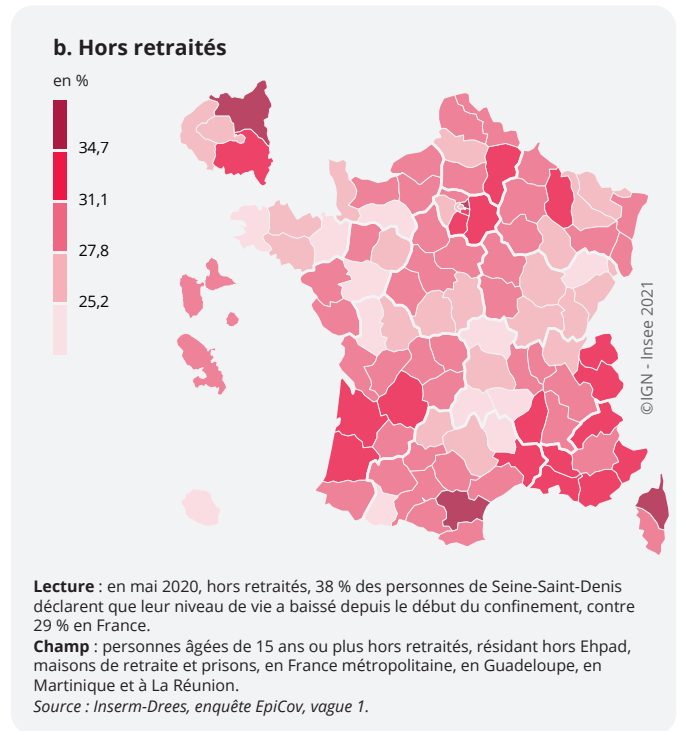 b. Hors retraités
en %
34,7
31,1
27,8
25,2
©IGN - Insee 2021
Lecture : en mai 2020, hors retraités, 38 % des personnes de Seine-Saint-Denis
déclarent que leur niveau de vie a baissé depuis le début du confinement, contre
29 % en France.
Champ : personnes âgées de 15 ans ou plus hors retraités, résidant hors Ehpad,
maisons de retraite et prisons, en France métropolitaine, en Guadeloupe, en
Martinique et à La Réunion.
Source : Inserm-Drees, enquête EpiCov, vague 1.